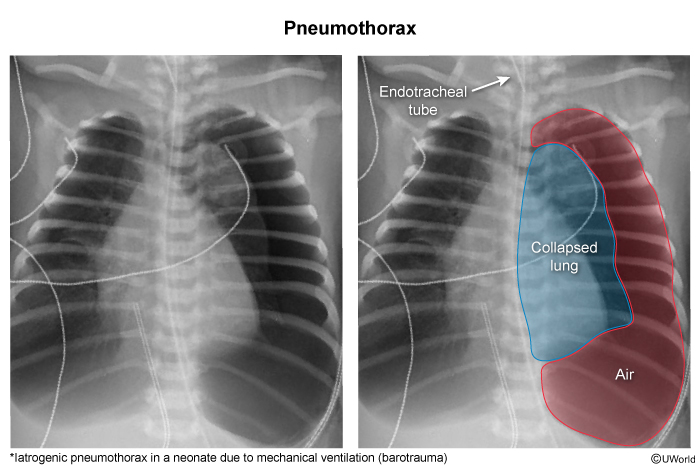 Pneumothorax
Endotracheal
tube
Collapsed
lung
Air
*Iatrogenic pneumothorax in a neonate due to mechanical ventilation (barotrauma)
©UWorld